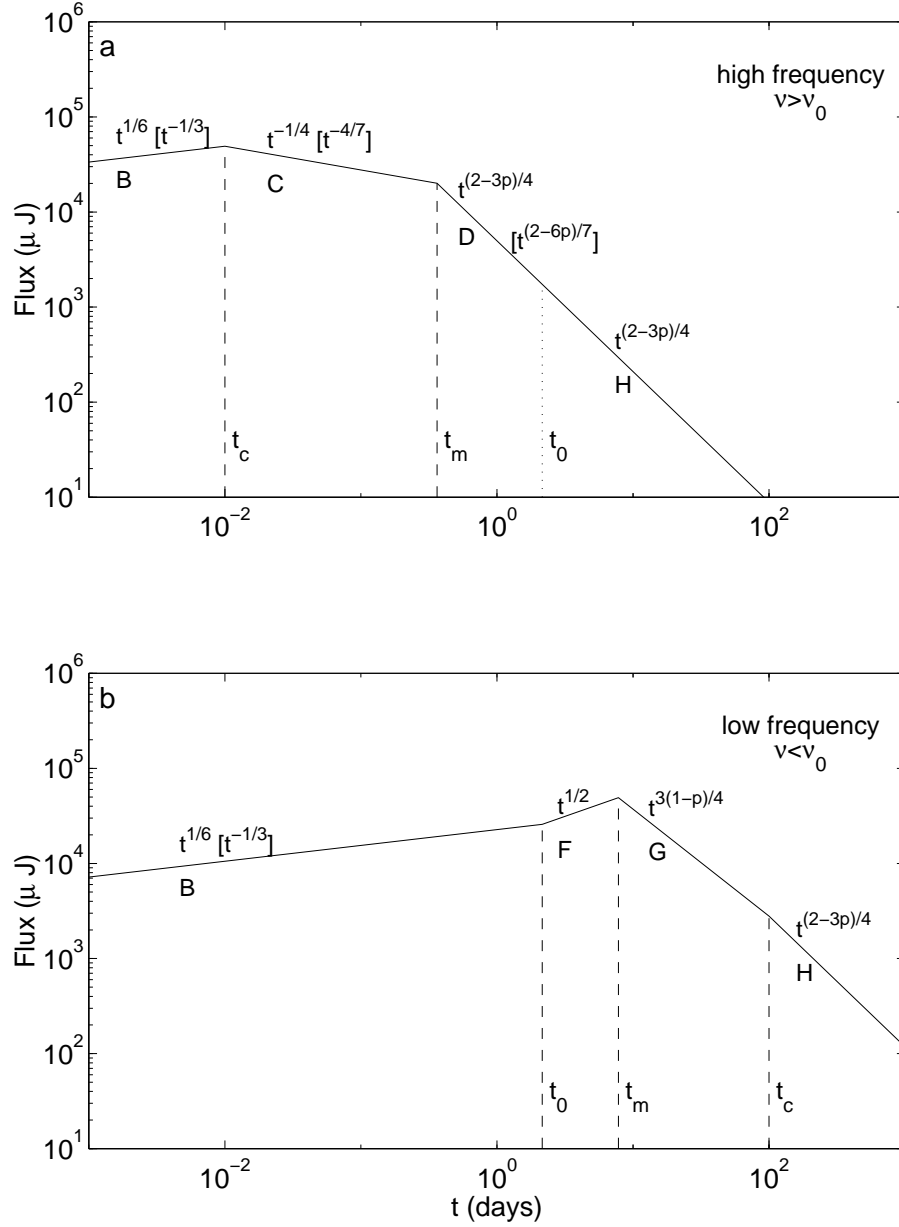 a
high frequency
ν>ν_0
t^{1/6} [t^{-1/3}]
t^{-1/4} [t^{-4/7}]
t^{(2-3p)/4}
[t^{(2-6p)/7}]
t^{(2-3p)/4}
B
C
D
H
t_c
t_m
t_0
Flux (μ J)
10^6
10^5
10^4
10^3
10^2
10^1
10^{-2}
10^0
10^2
b
low frequency
ν<ν_0
t^{1/6} [t^{-1/3}]
t^{1/2}
t^{3(1-p)/4}
t^{(2-3p)/4}
B
F
G
H
t_0
t_m
t_c
Flux (μ J)
10^6
10^5
10^4
10^3
10^2
10^1
10^{-2}
10^0
10^2
t (days)